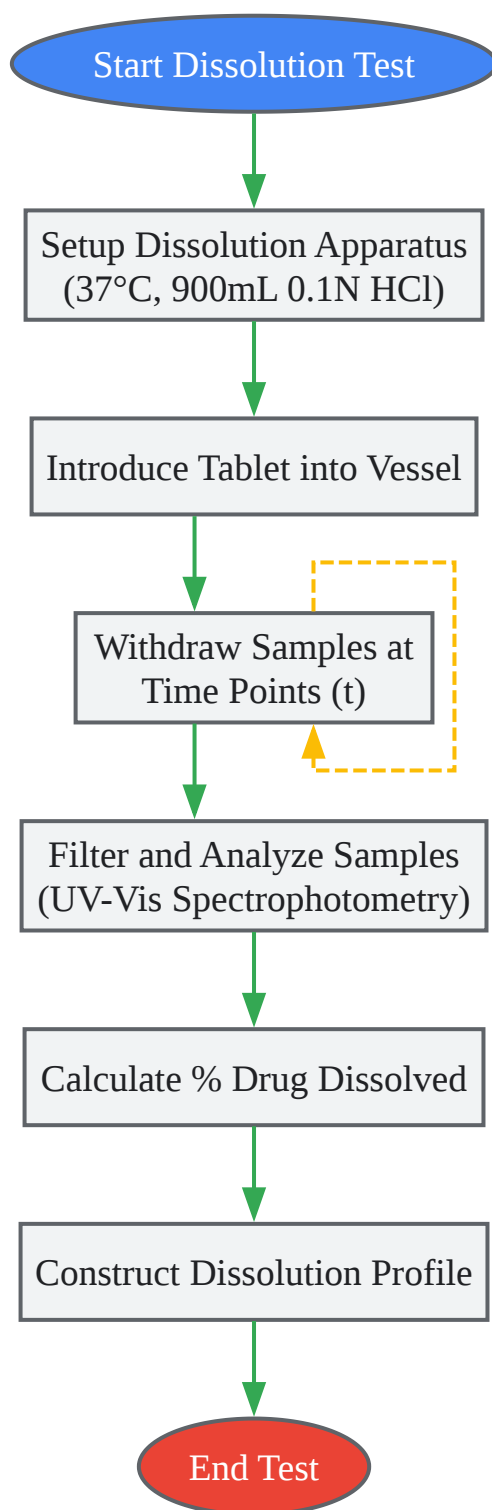 Start Dissolution Test
Setup Dissolution Apparatus
(37°C, 900mL 0.1N HCl)
Introduce Tablet into Vessel
Withdraw Samples at
Time Points (t)
Filter and Analyze Samples
(UV-Vis Spectrophotometry)
Calculate % Drug Dissolved
Construct Dissolution Profile
End Test